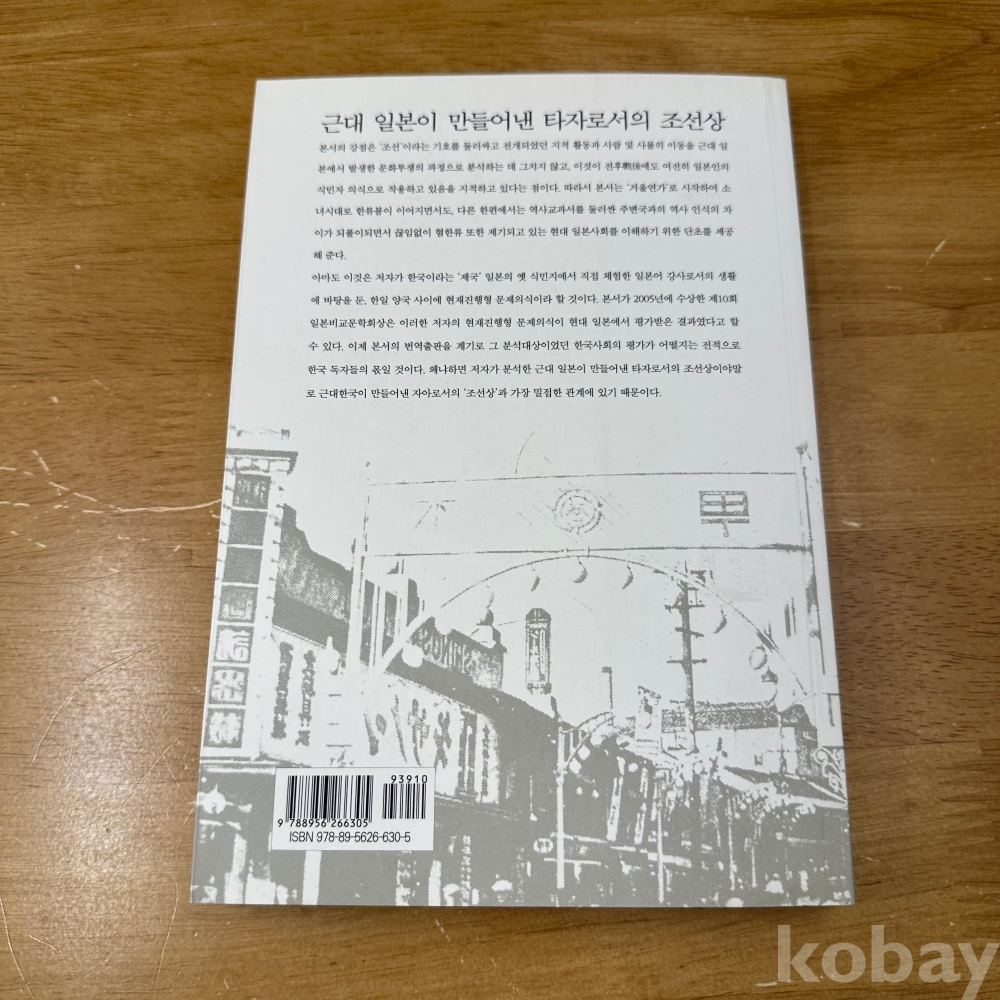 근대 일본이 만들어낸 타자로서의 조선상
본서의 강점은 '조선'이라는 기호를 둘러싸고 전개되었던 지적 활동과 사람 및 사물의 이동을 근대 일
본에서 발생한 문화투쟁의 과정으로 분석하는 데 그치지 않고, 이것이 전후戰後에도 여전히 일본인의
식민자 의식으로 작용하고 있음을 지적하고 있다는 점이다. 따라서 본서는 '겨울연가'로 시작하여 소
녀시대로 한류붐이 이어지면서도, 다른 한편에서는 역사교과서를 둘러싼 주변국과의 역사 인식의 차
이가 되풀이되면서 끊임없이 혐한류 또한 제기되고 있는 현대 일본사회를 이해하기 위한 단초를 제공
해 준다.
아마도 이것은 저자가 한국이라는 '제국' 일본의 옛 식민지에서 직접 체험한 일본어 강사로서의 생활
에 바탕을 둔, 한일 양국 사이에 현재진행형 문제의식이라 할 것이다. 본서가 2005년에 수상한 제10회
일본비교문학회상은 이러한 저자의 현재진행형 문제의식이 현대 일본에서 평가받은 결과였다고 할
수 있다. 이제 본서의 번역출판을 계기로 그 분석대상이었던 한국사회의 평가가 어떨지는 전적으로
한국 독자들의 몫일 것이다. 왜냐하면 저자가 분석한 근대 일본이 만들어낸 타자로서의 조선상이야말
로 근대한국이 만들어낸 자아로서의 '조선상'과 가장 밀접한 관계에 있기 때문이다.
93910
9 788956 266305
ISBN 978-89-5626-630-5
kobay